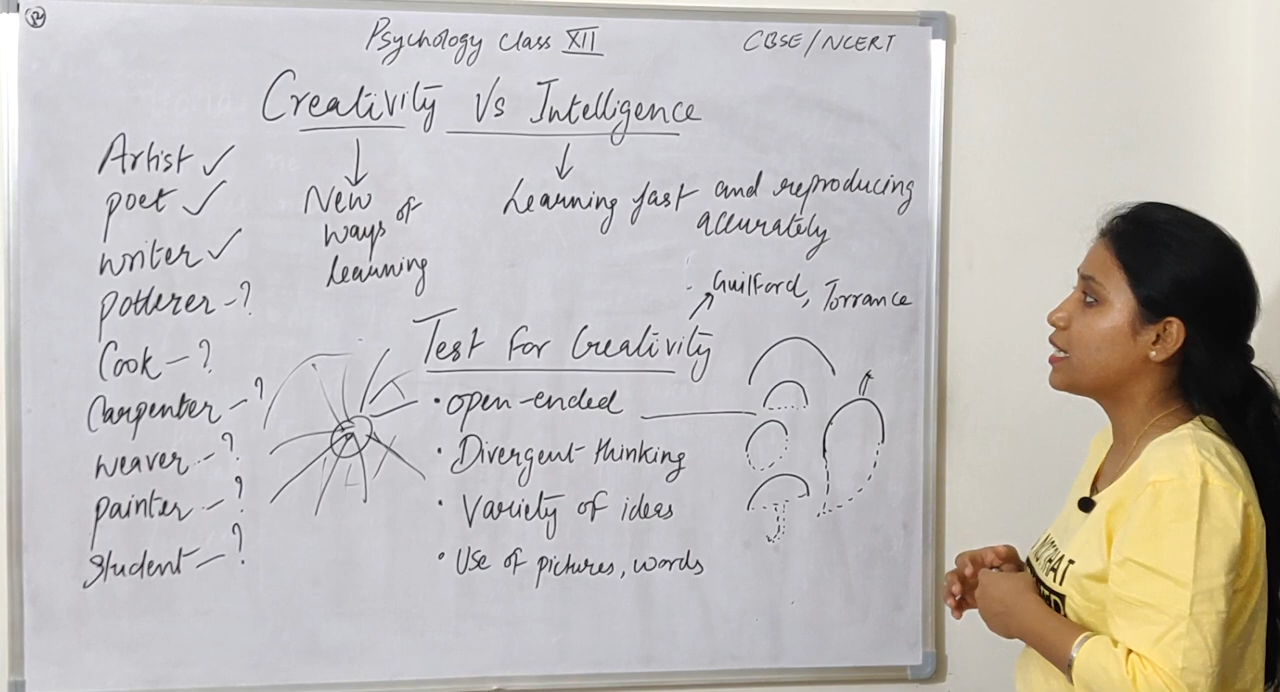 12
Psychology Class XII
CBSE/NCERT
Creativity Vs Intelligence
Artist ✓
poet ✓
writer ✓
potterer - ?
Cook - ?
Carpenter - ?
weaver - ?
painter - ?
student - ?
New
ways of
learning
Learning fast and reproducing
accurately
Guilford, Torrance
Test for Creativity
• open-ended
• Divergent thinking
• Variety of ideas
• Use of pictures, words